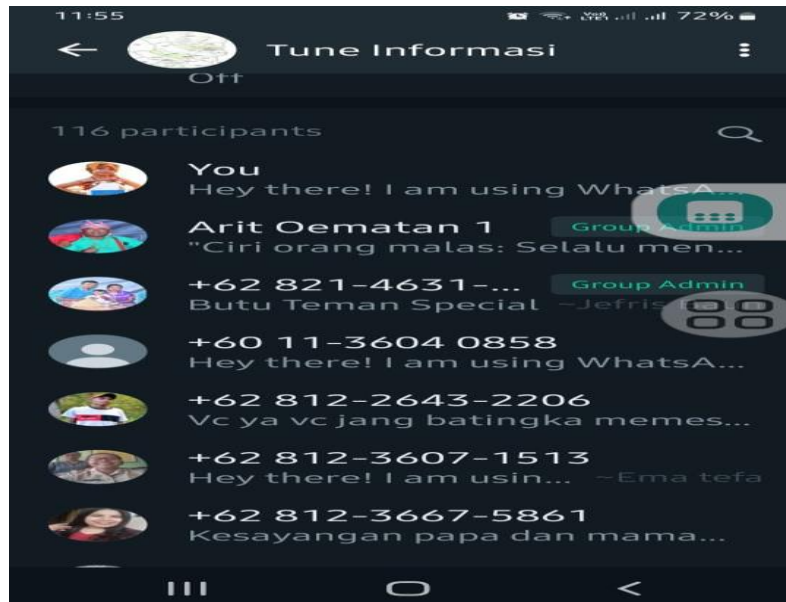 11:55 72%
Tune Informasi
Off
116 participants
You
Hey there! I am using WhatsA...
Arit Oematan 1 Group Admin
"Ciri orang malas: Selalu men...
+62 821-4631-... Group Admin
Butu Teman Special ~Jefris
+60 11-3604 0858
Hey there! I am using WhatsA...
+62 812-2643-2206
Vc ya vc jang batingka memes...
+62 812-3607-1513
Hey there! I am usin... ~Ema tefa
+62 812-3667-5861
Kesayangan papa dan mama...